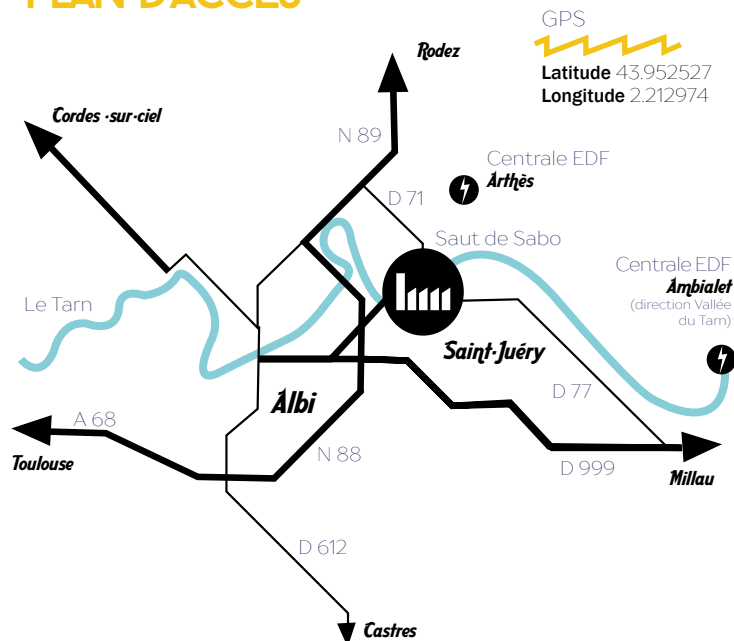 PLAN D'ACCÈS
GPS
Latitude 43.952527
Longitude 2.212974
Rodez
Cordes -sur-ciel
N 89
Centrale EDF
Arthès
D 71
Saut de Sabo
Centrale EDF
Ambialet
(direction Vallée
du Tarn)
Le Tarn
Saint-Juéry
D 77
Albi
A 68
Toulouse
N 88
D 999
Millau
D 612
Castres